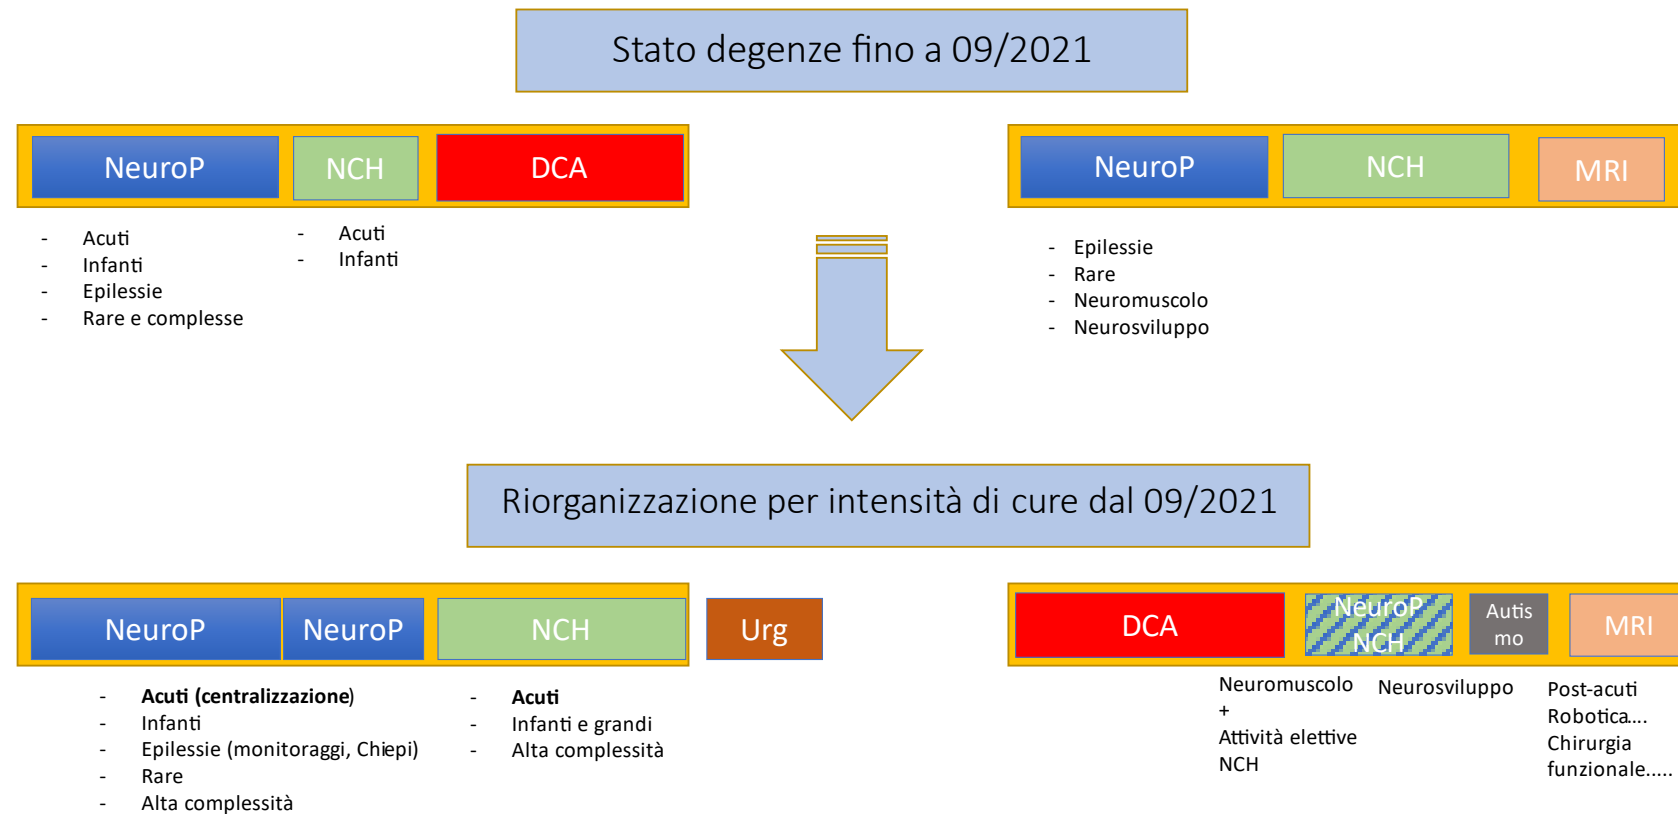 Stato degenze fino a 09/2021
NeuroP
NCH
DCA
- Acuti
- Infanti
- Epilessie
- Rare e complesse
- Acuti
- Infanti
NeuroP
NCH
MRI
- Epilessie
- Rare
- Neuromuscolo
- Neurosviluppo
Riorganizzazione per intensità di cure dal 09/2021
NeuroP
NeuroP
NCH
Urg
- Acuti (centralizzazione)
- Infanti
- Epilessie (monitoraggi, Chiepi)
- Rare
- Alta complessità
- Acuti
- Infanti e grandi
- Alta complessità
DCA
NeuroP
NCH
Autis
mo
MRI
Neuromuscolo
+
Attività elettive
NCH
Neurosviluppo
Post-acuti
Robotica....
Chirurgia
funzionale.....